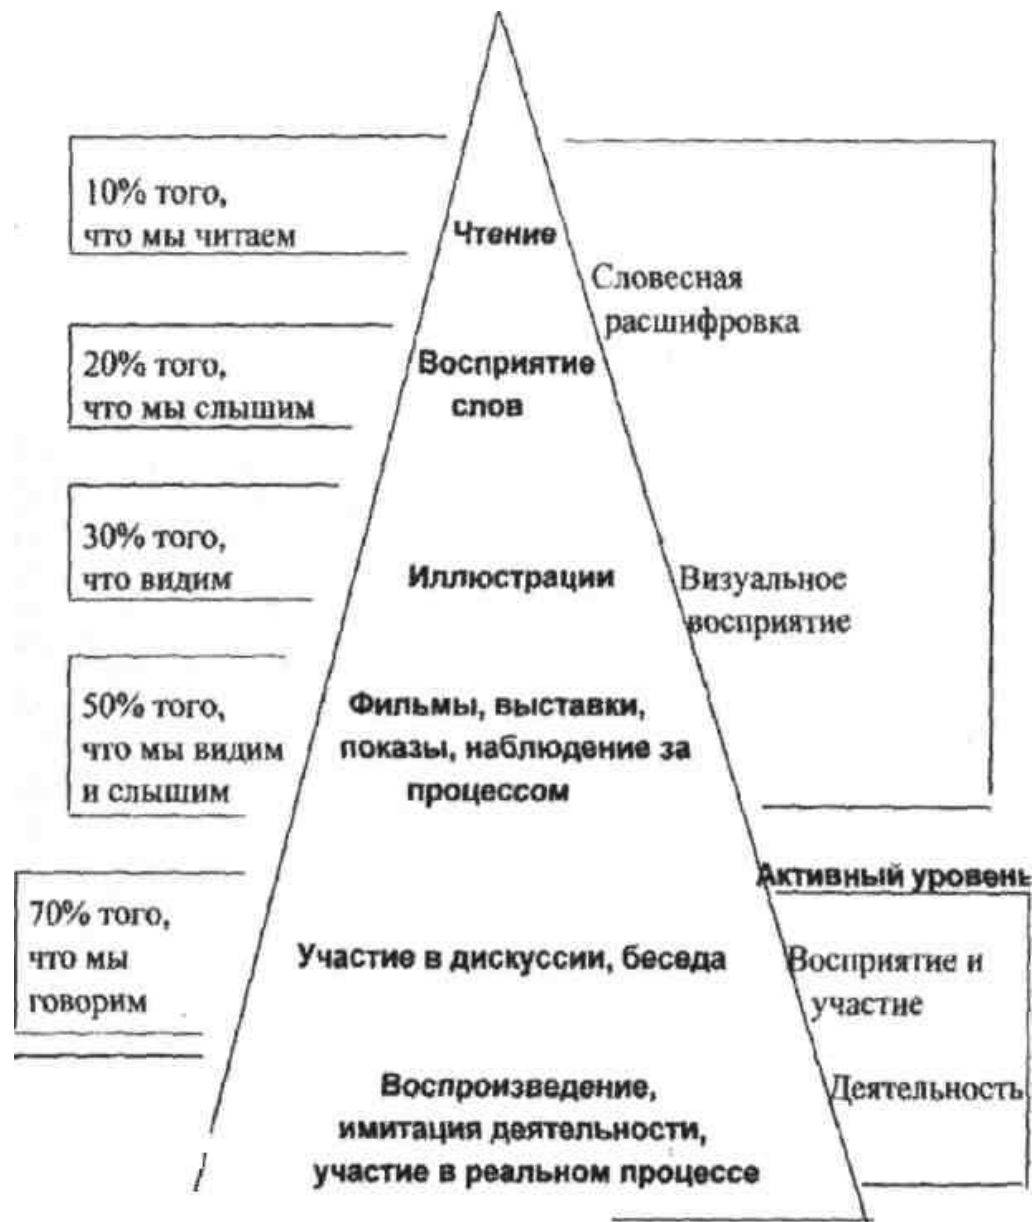 10% того,
что мы читаем
Чтение
Словесная
расшифровка
20% того,
что мы слышим
Восприятие
слов
30% того,
что видим
Иллюстрации
Визуальное
восприятие
50% того,
что мы видим
и слышим
Фильмы, выставки,
показы, наблюдение за
процессом
Активный уровень
70% того,
что мы
говорим
Участие в дискуссии, беседа
Восприятие и
участие
Воспроизведение,
имитация деятельности,
участие в реальном процессе
Деятельность